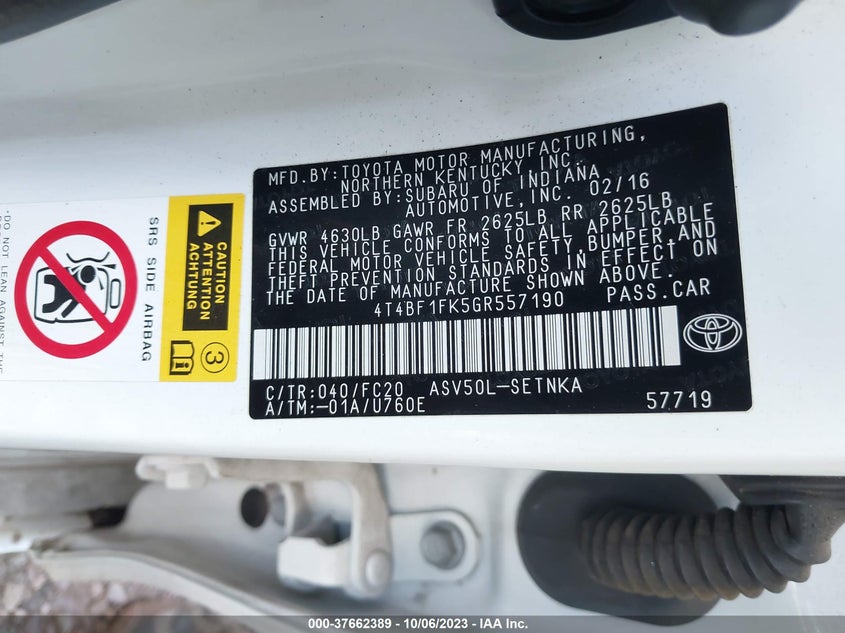 MFD.BY:TOYOTA MOTOR MANUFACTURING,
NORTHERN KENTUCKY INC.
ASSEMBLED BY:SUBARU OF INDIANA
AUTOMOTIVE,INC. 02/16
GVWR 4630LB GAWR FR 2625LB RR 2625LB
THIS VEHICLE CONFORMS TO ALL APPLICABLE
FEDERAL MOTOR VEHICLE SAFETY,BUMPER,AND
THEFT PREVENTION STANDARDS IN EFFECT ON
THE DATE OF MANUFACTURE SHOWN ABOVE.
4T4BF1FK5GR557190 PASS.CAR
C/TR:040/FC20 ASV50L-SETNKA
A/TM:-01A/U760E 57719
CAUTION
ATTENTION
ACHTUNG
3
SRS SIDE AIRBAG
000-37662389 - 10/06/2023 - IAA Inc.